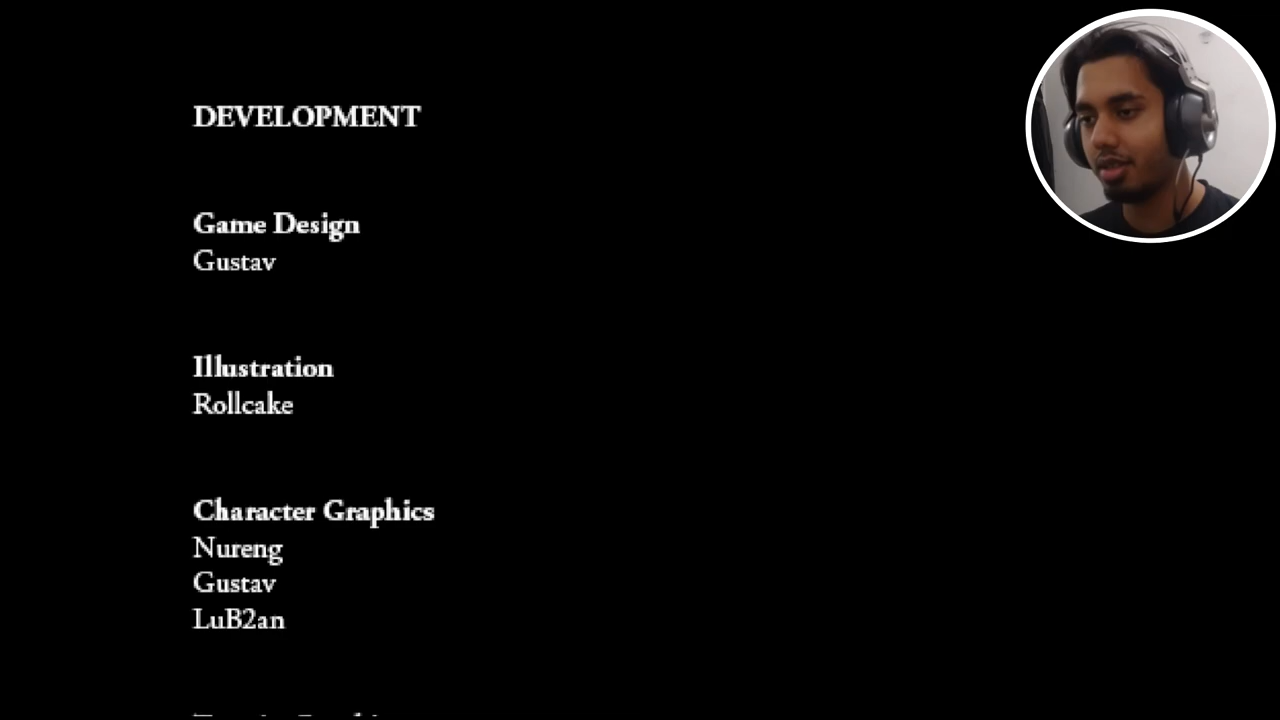 DEVELOPMENT
Game Design
Gustav
Illustration
Rollcake
Character Graphics
Nureng
Gustav
LuB2an